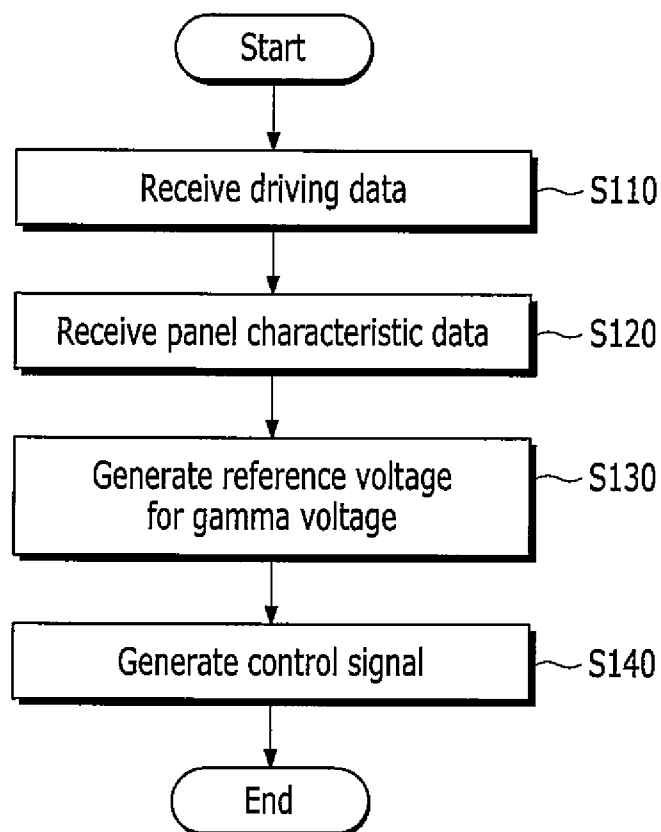 Start
Receive driving data
S110
Receive panel characteristic data
S120
Generate reference voltage
for gamma voltage
S130
Generate control signal
S140
End